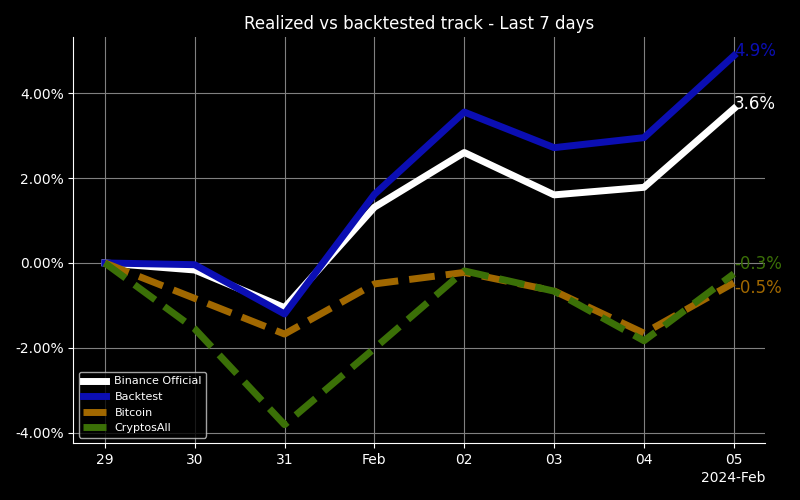 Realized vs backtested track - Last 7 days
4.9%
4.00%
3.6%
2.00%
0.00%
-0.3%
-0.5%
-2.00%
Binance Official
Backtest
Bitcoin
CryptosAll
-4.00%
29 30 31 Feb 02 03 04 05
2024-Feb